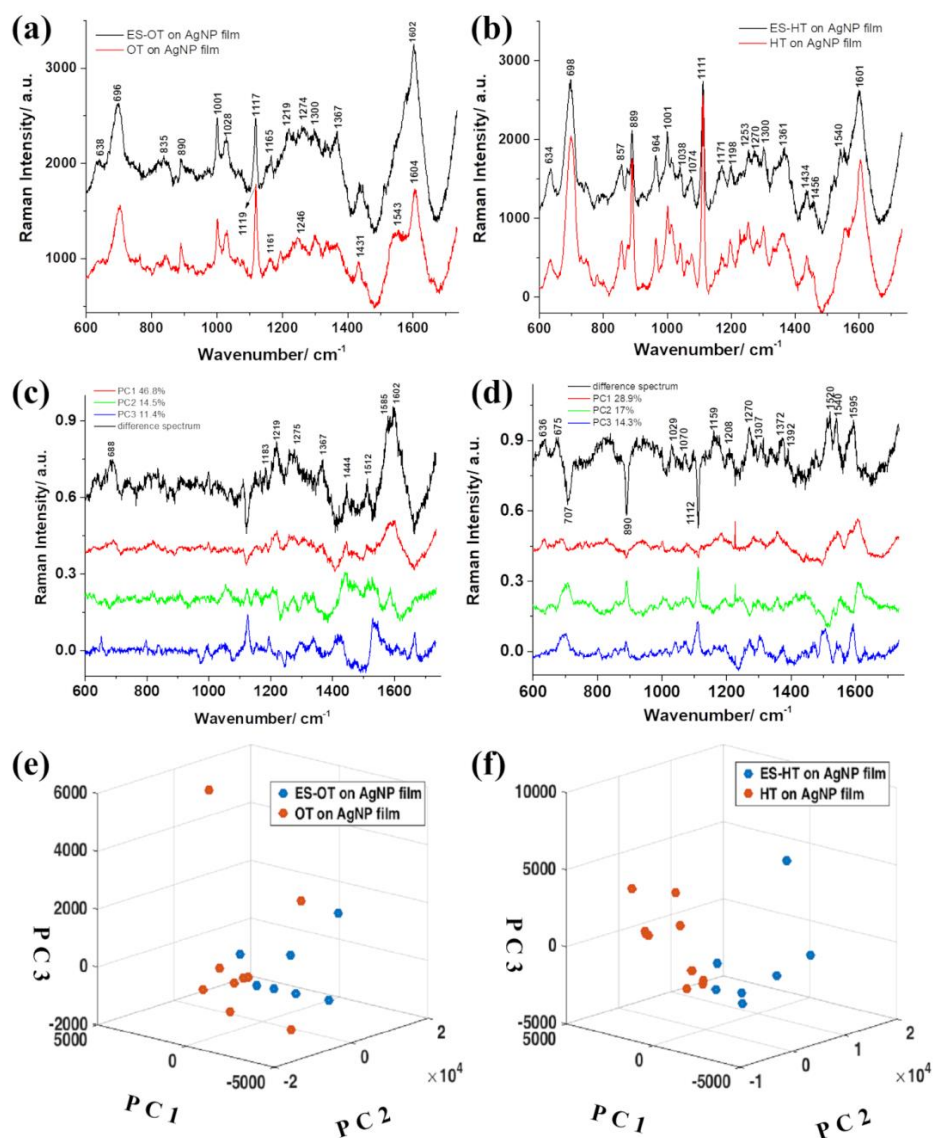 (a)
ES-OT on AgNP film
OT on AgNP film
1602
3000
696
1001
1117
1219
1274
1300
1367
638
835
890
1028
1165
2000
1604
1119
1161
1246
1431
1543
1000
Raman Intensity/ a.u.
600 800 1000 1200 1400 1600
Wavenumber/ cm-1
(b)
ES-HT on AgNP film
HT on AgNP film
3000
698
1111
1601
889
857
964
1001
1038
1074
1171
1198
1253
1270
1300
1361
1434
1456
1540
2000
1000
0
Raman Intensity/ a.u.
600 800 1000 1200 1400 1600
Wavenumber/ cm-1
(c)
PC1 46.8%
PC2 14.5%
PC3 11.4%
difference spectrum
1585
1602
0.9
688
1183
1219
1275
1367
1444
1512
0.6
0.3
0.0
Raman Intensity/ a.u.
600 800 1000 1200 1400 1600
Wavenumber/ cm-1
(d)
difference spectrum
PC1 28.9%
PC2 17%
PC3 14.3%
1.2
636
675
1029
1070
1159
1208
1270
1307
1372
1392
1520
1540
1595
0.9
707
890
1112
0.6
0.3
0.0
Raman Intensity/ a.u.
600 800 1000 1200 1400 1600
Wavenumber/ cm-1
(e)
ES-OT on AgNP film
OT on AgNP film
6000
4000
2000
0
-2000
PC3
5000
0
-5000
PC1
-2
0
2
×10^4
PC2
(f)
ES-HT on AgNP film
HT on AgNP film
10000
5000
0
-5000
PC3
5000
0
-5000
PC1
-1
0
1
2
×10^4
PC2